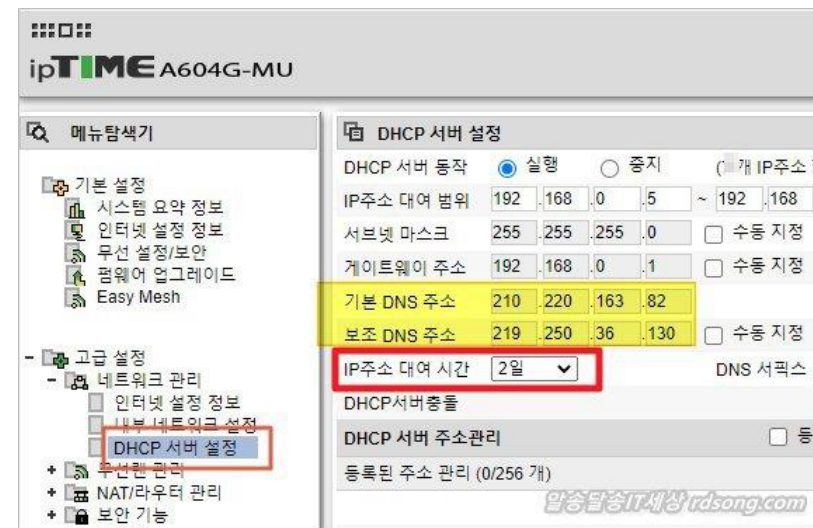 ipTIME A604G-MU
메뉴탐색기
기본 설정
시스템 요약 정보
인터넷 설정 정보
무선 설정/보안
펌웨어 업그레이드
Easy Mesh
고급 설정
네트워크 관리
인터넷 설정 정보
내부 네트워크 설정
DHCP 서버 설정
무선랜 관리
NAT/라우터 관리
보안 기능
DHCP 서버 설정
DHCP 서버 동작 실행 중지 개 IP주소
IP주소 대여 범위 192 .168 .0 .5 ~ 192 .168
서브넷 마스크 255 .255 .255 .0 수동 지정
게이트웨이 주소 192 .168 .0 .1 수동 지정
기본 DNS 주소 210 .220 .163 .82
보조 DNS 주소 219 .250 .36 .130 수동 지정
IP주소 대여 시간 2일 DNS 서픽스
DHCP서버충돌
DHCP 서버 주소관리 등
등록된 주소 관리 (0/256 개)
알송달송IT세상 rdsong.com